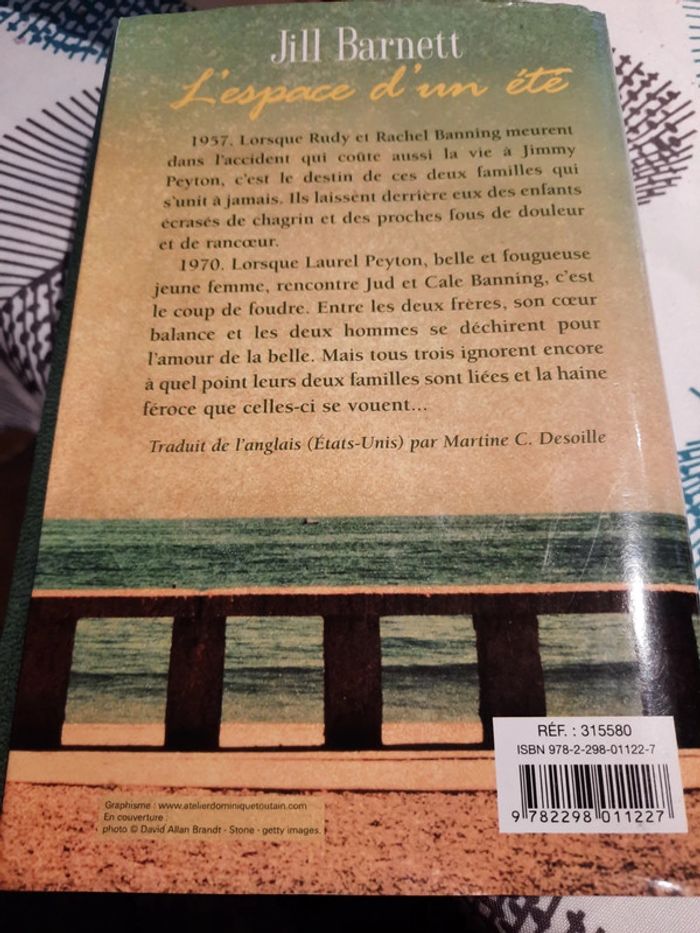 Jill Barnett
L'espace d'un été
1957. Lorsque Rudy et Rachel Banning meurent
dans l'accident qui coûte aussi la vie à Jimmy
Peyton, c'est le destin de ces deux familles qui
s'unit à jamais. Ils laissent derrière eux des enfants
écrasés de chagrin et des proches fous de douleur
et de rancœur.
1970. Lorsque Laurel Peyton, belle et fougueuse
jeune femme, rencontre Jud et Cale Banning, c'est
le coup de foudre. Entre les deux frères, son cœur
balance et les deux hommes se déchirent pour
l'amour de la belle. Mais tous trois ignorent encore
à quel point leurs deux familles sont liées et la haine
féroce que celles-ci se vouent...
Traduit de l'anglais (États-Unis) par Martine C. Desoille
RÉF. : 315580
ISBN 978-2-298-01122-7
9 782298 011227
Graphisme : www.atelierdominiquetoutain.com
En couverture :
photo © David Allan Brandt - Stone - getty images.